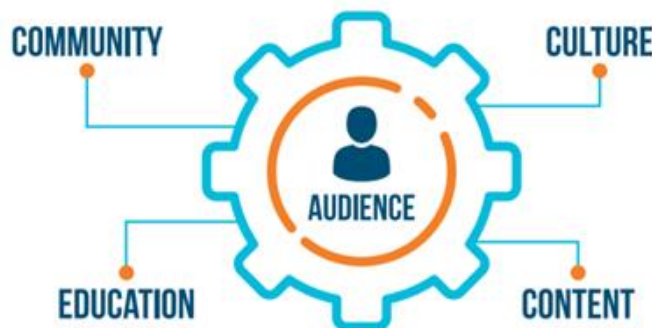 COMMUNITY
CULTURE
AUDIENCE
EDUCATION
CONTENT